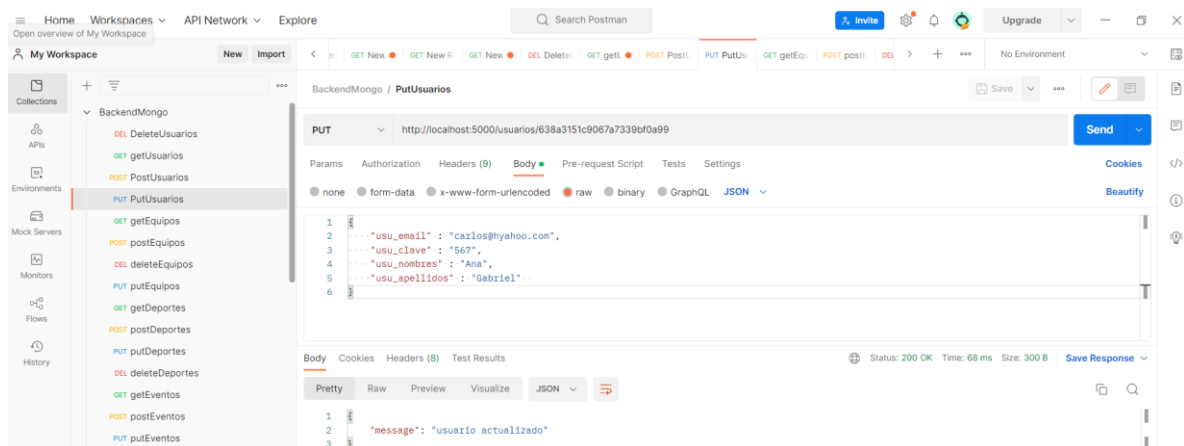 Home Workspaces API Network Explore Search Postman Invite Upgrade
Open overview of My Workspace
My Workspace New Import GET New GET New R GET New DEL Delete GET getL POST PostL PUT PutUs GET getEqu POST postE DEL No Environment
Collections
APIs
Environments
Mock Servers
Monitors
Flows
History
BackendMongo
DEL DeleteUsuarios
GET getUsuarios
POST PostUsuarios
PUT PutUsuarios
GET getEquipos
POST postEquipos
DEL deleteEquipos
PUT putEquipos
GET getDeportes
POST postDeportes
PUT putDeportes
DEL deleteDeportes
GET getEventos
POST postEventos
PUT putEventos
BackendMongo / PutUsuarios Save
PUT http://localhost:5000/usuarios/638a3151c9067a7339bf0a99 Send
Params Authorization Headers (9) Body Pre-request Script Tests Settings Cookies
none form-data x-www-form-urlencoded raw binary GraphQL JSON Beautify
1 {
2 "usu_email" : "carlos@hyahoo.com",
3 "usu_clave" : "567",
4 "usu_nombres" : "Ana",
5 "usu_apellidos" : "Gabriel"
6 }
Body Cookies Headers (8) Test Results Status: 200 OK Time: 68 ms Size: 300 B Save Response
Pretty Raw Preview Visualize JSON
1 {
2 "message": "usuario actualizado"
3 }